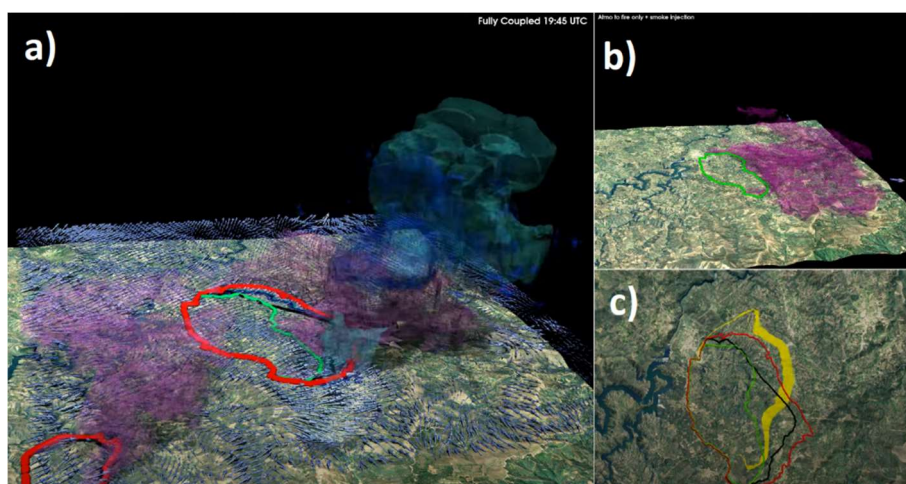 a)
Fully Coupled 19:45 UTC
Atmo to fire only + smoke injection
b)
c)